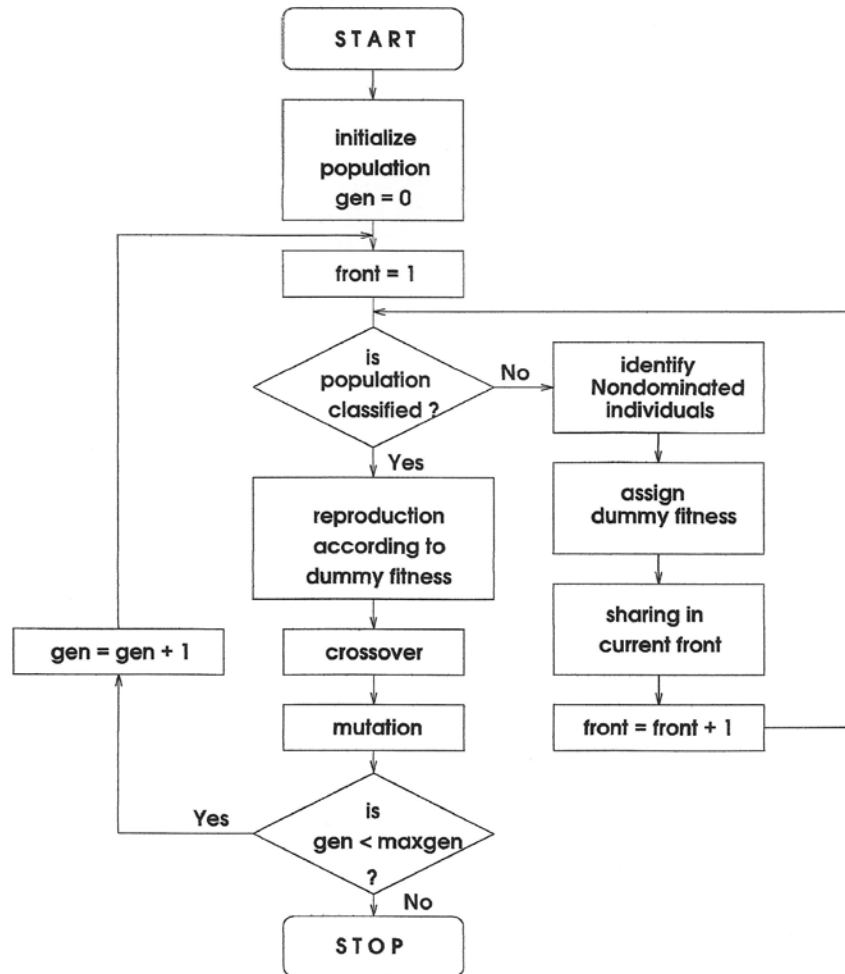 START
initialize
population
gen = 0
front = 1
is
population
classified ?
No
identify
Nondominated
individuals
Yes
assign
dummy fitness
reproduction
according to
dummy fitness
sharing in
current front
gen = gen + 1
crossover
mutation
front = front + 1
Yes
is
gen < maxgen
?
No
STOP